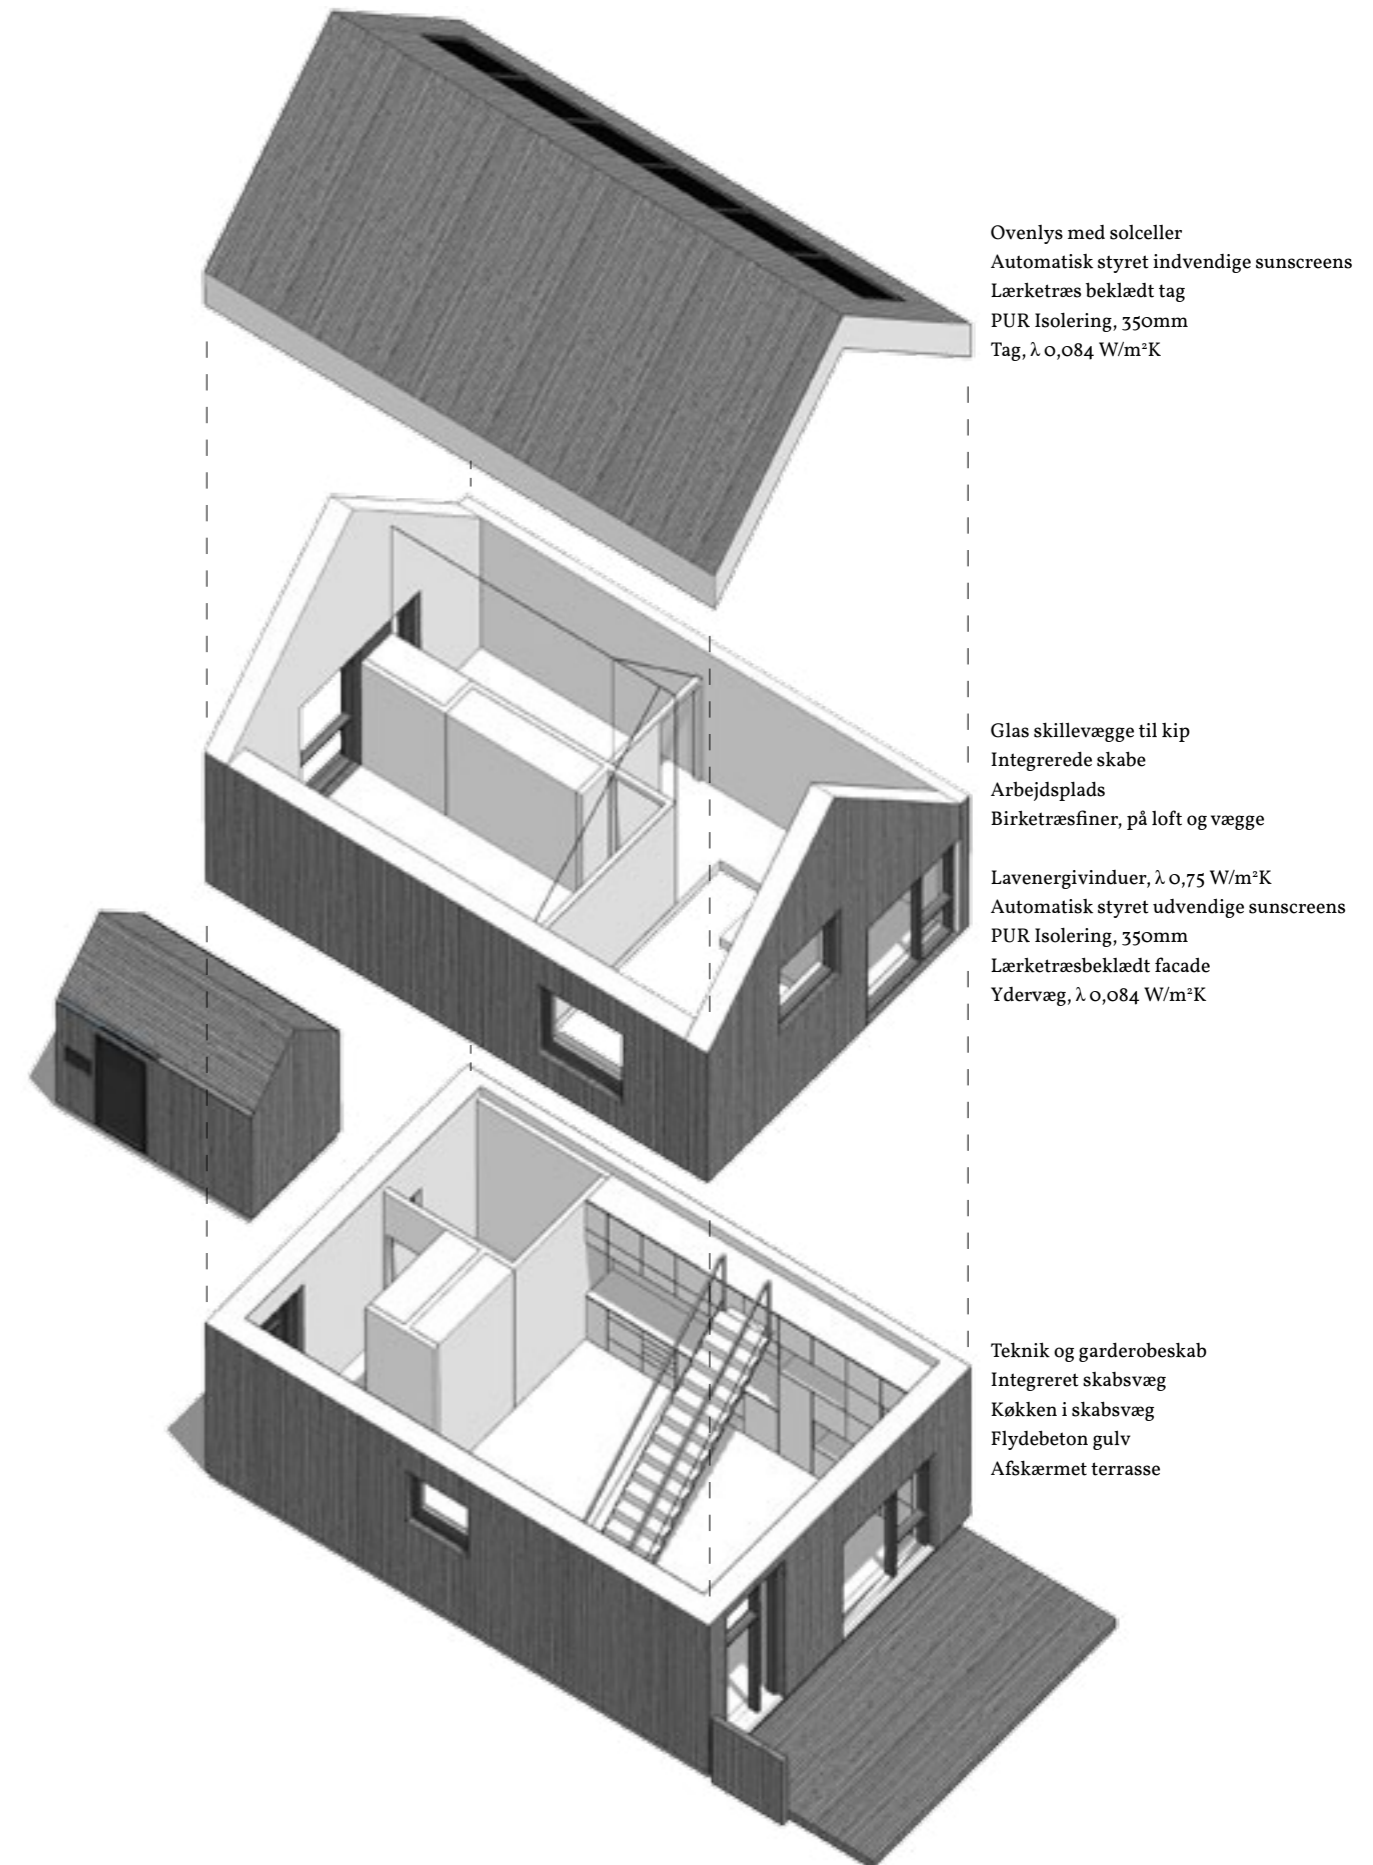 Ovenlys med solceller
Automatisk styret indvendige sunscreens
Lærketræs beklædt tag
PUR Isolering, 350mm
Tag, λ 0,084 W/m²K
Glas skillevægge til kip
Integrerede skabe
Arbejdsplads
Birketræsfiner, på loft og vægge
Lavenergivinduer, λ 0,75 W/m²K
Automatisk styret udvendige sunscreens
PUR Isolering, 350mm
Lærketræsbeklædt facade
Ydervæg, λ 0,084 W/m²K
Teknik og garderobeskab
Integreret skabsvæg
Køkken i skabsvæg
Flydebeton gulv
Afskærmet terrasse